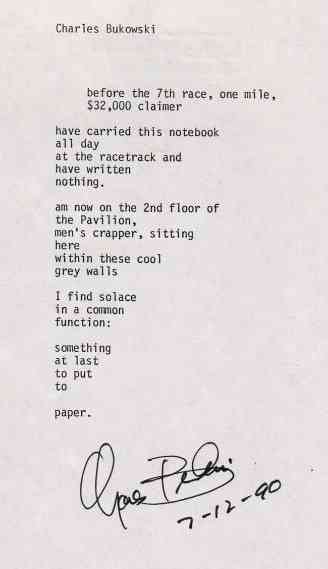 Charles Bukowski
before the 7th race, one mile,
$32,000 claimer
have carried this notebook
all day
at the racetrack and
have written
nothing.
am now on the 2nd floor of
the Pavilion,
men's crapper, sitting
here
within these cool
grey walls
I find solace
in a common
function:
something
at last
to put
to
paper.
7-12-90